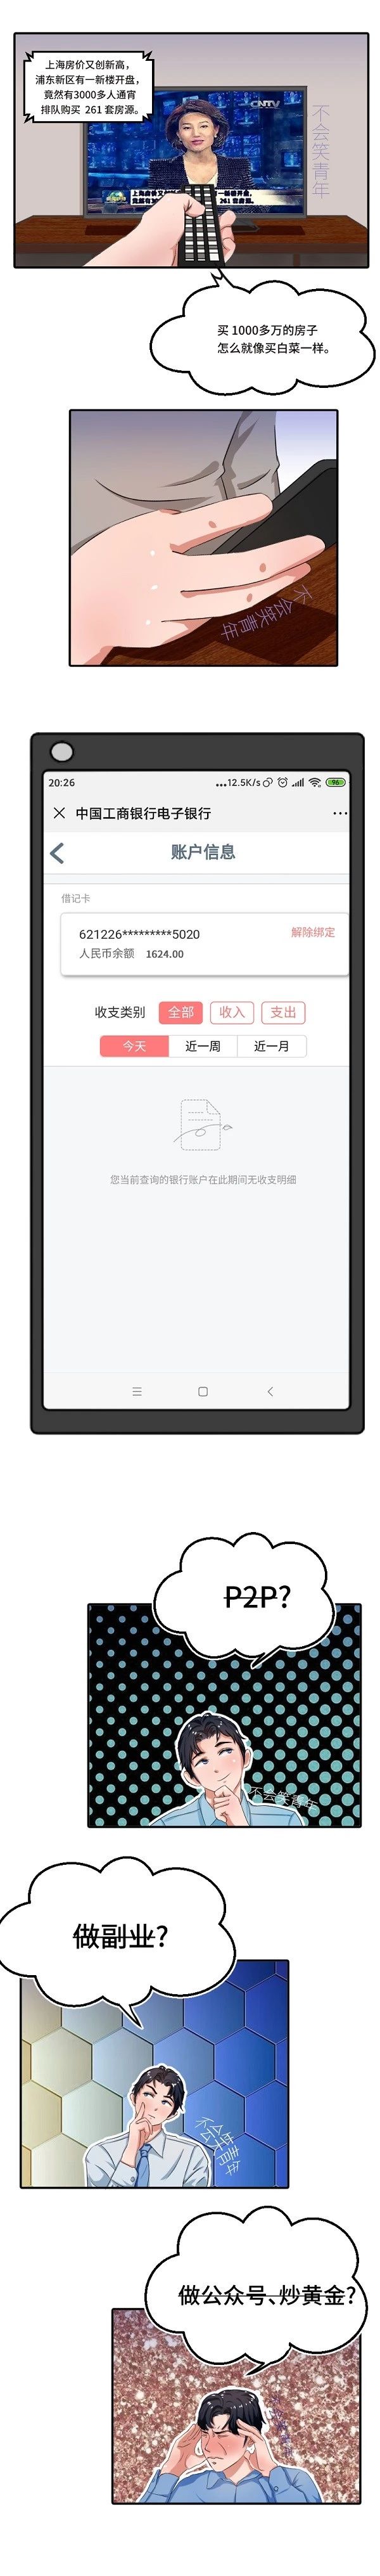 上海房价又创新高，
浦东新区有一新楼开盘，
竟然有3000多人通宵
排队购买 261 套房源。
CNTV
不会笑青年
买 1000多万的房子
怎么就像买白菜一样。
不会笑青年
20:26
12.5K/s
96
中国工商银行电子银行
账户信息
借记卡
621226*********5020
解除绑定
人民币余额 1624.00
收支类别 全部 收入 支出
今天 近一周 近一月
您当前查询的银行账户在此期间无收支明细
P2P?
不会笑青年
做副业?
不会笑青年
做公众号、炒黄金?